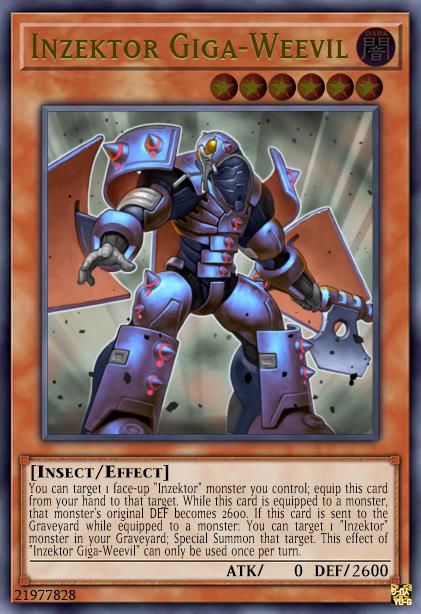 Inzektor Giga-Weevil
DARK
闇
[Insect/Effect]
You can target 1 face-up "Inzektor" monster you control; equip this card
from your hand to that target. While this card is equipped to a monster,
that monster's original DEF becomes 2600. If this card is sent to the
Graveyard while equipped to a monster: You can target 1 "Inzektor"
monster in your Graveyard; Special Summon that target. This effect of
"Inzektor Giga-Weevil" can only be used once per turn.
ATK/ 0 DEF/2600
21977828